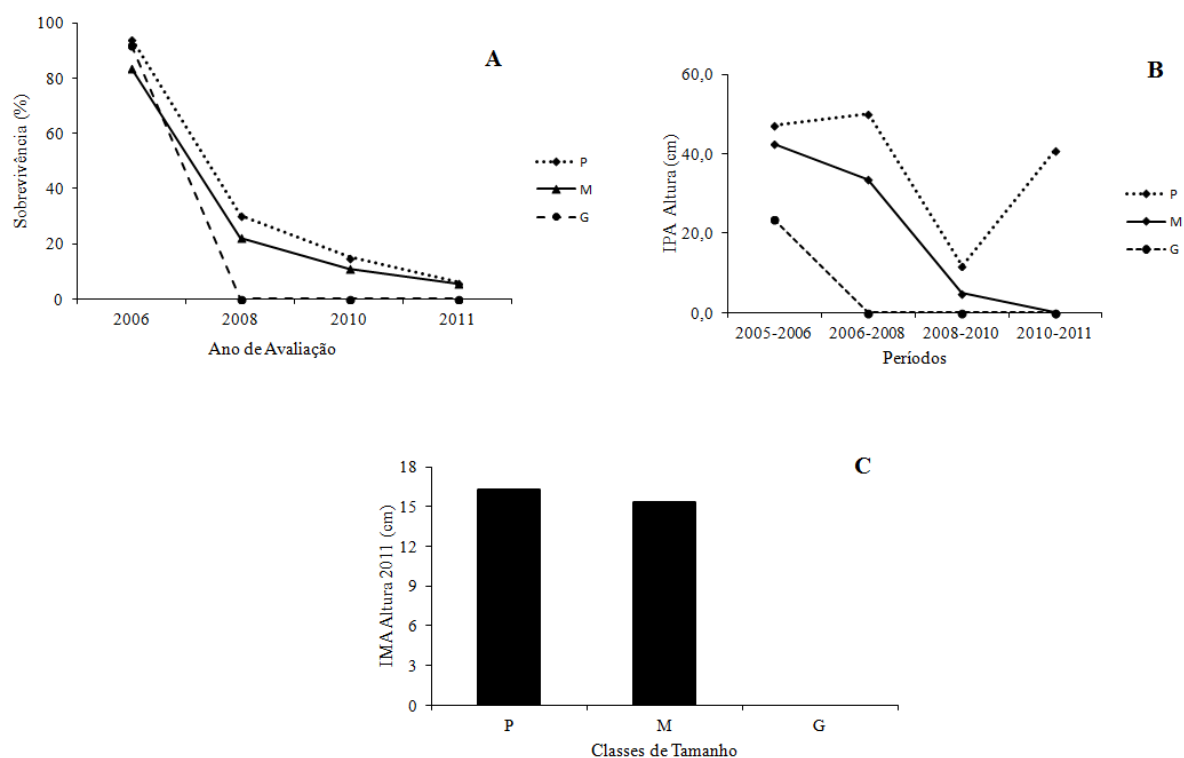 A
Sobrevivência (%)
100
80
60
40
20
0
2006
2008
2010
2011
Ano de Avaliação
P
M
G
B
IPA Altura (cm)
60,0
40,0
20,0
0,0
2005-2006
2006-2008
2008-2010
2010-2011
Períodos
P
M
G
C
IMA Altura 2011 (cm)
18
15
12
9
6
3
0
P
M
G
Classes de Tamanho